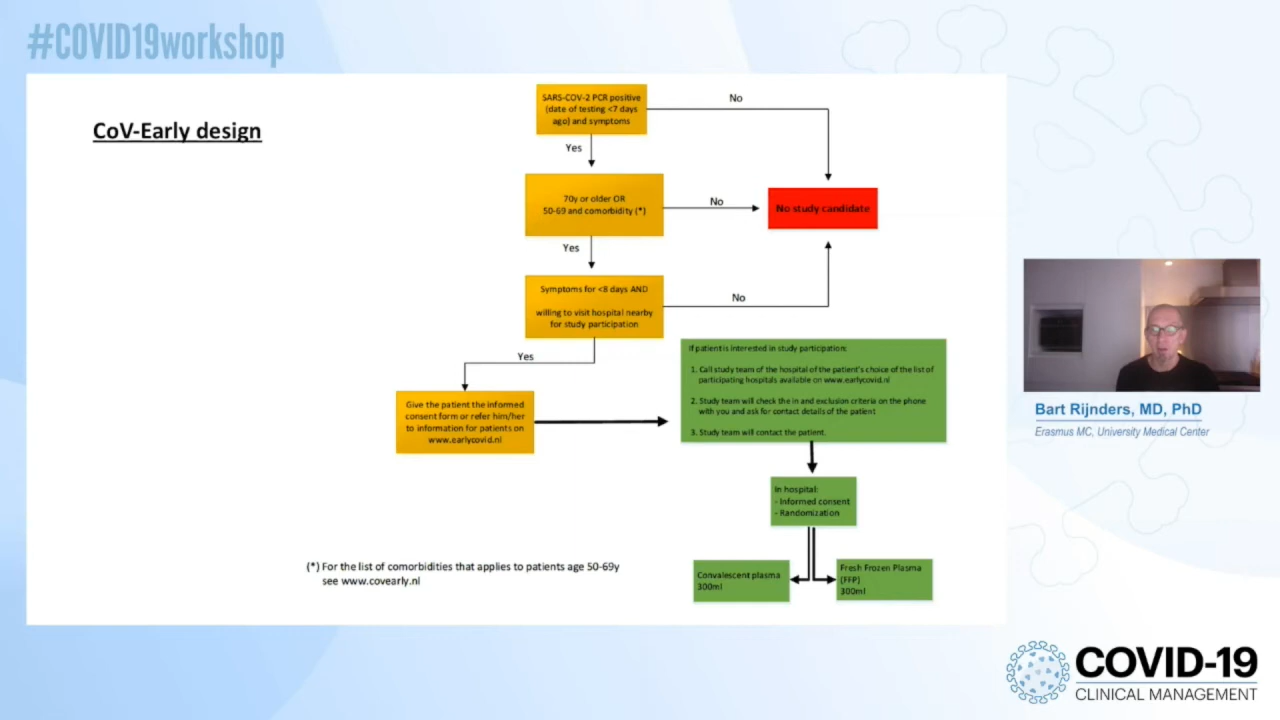 #COVID19workshop
CoV-Early design
SARS-COV-2 PCR positive
(date of testing <7 days
ago) and symptoms
No
Yes
70y or older OR
50-69 and comorbidity (*)
No
No study candidate
Yes
Symptoms for <8 days AND
willing to visit hospital nearby
for study participation
No
Yes
Give the patient the informed
consent form or refer him/her
to information for patients on
www.earlycovid.nl
If patient is interested in study participation:
1. Call study team of the hospital of the patient's choice of the list of
participating hospitals available on www.earlycovid.nl
2. Study team will check the in and exclusion criteria on the phone
with you and ask for contact details of the patient
3. Study team will contact the patient.
In hospital:
- Informed consent
- Randomization
Convalescent plasma
300ml
Fresh Frozen Plasma
(FFP)
300ml
(*) For the list of comorbidities that applies to patients age 50-69y
see www.covearly.nl
Bart Rijnders, MD, PhD
Erasmus MC, University Medical Center
COVID-19
CLINICAL MANAGEMENT